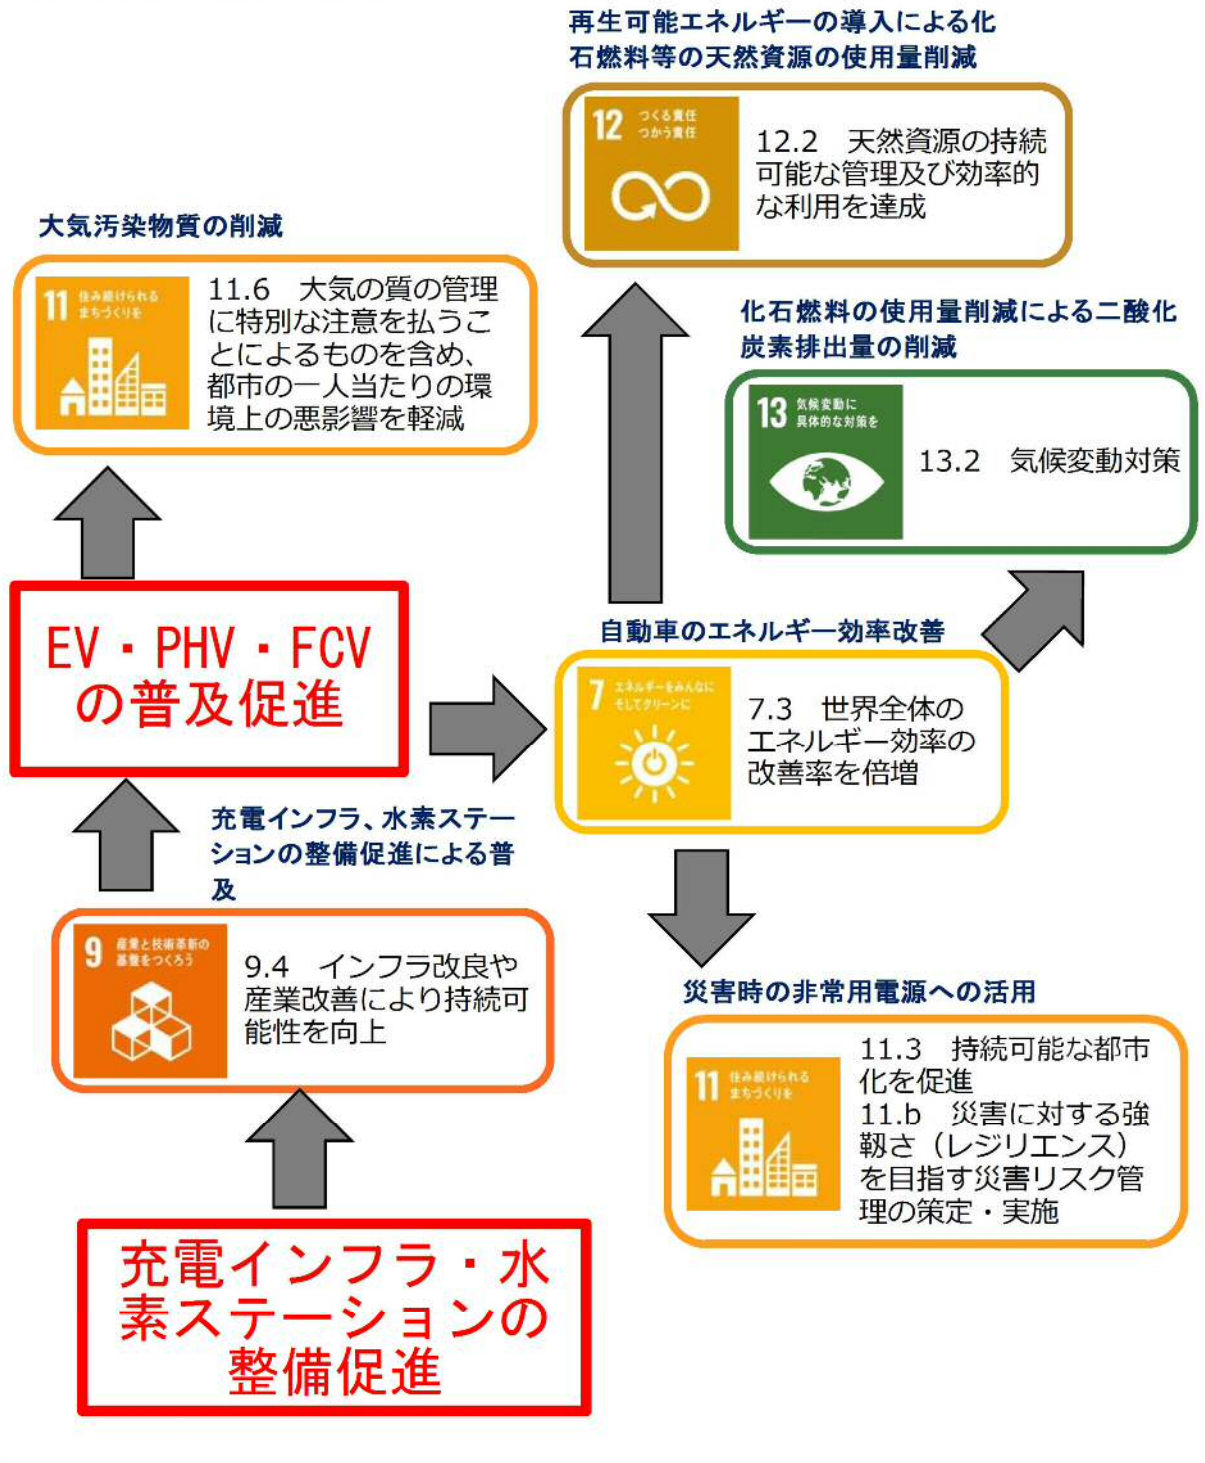 再生可能エネルギーの導入による化
石燃料等の天然資源の使用量削減
12 つくる責任
つかう責任
12.2 天然資源の持続
可能な管理及び効率的
な利用を達成
大気汚染物質の削減
11 住み続けられる
まちづくりを
11.6 大気の質の管理
に特別な注意を払うこ
とによるものを含め、
都市の一人当たりの環
境上の悪影響を軽減
化石燃料の使用量削減による二酸化
炭素排出量の削減
13 気候変動に
具体的な対策を
13.2 気候変動対策
EV・PHV・FCV
の普及促進
自動車のエネルギー効率改善
7 エネルギーをみんなに
そしてクリーンに
7.3 世界全体の
エネルギー効率の
改善率を倍増
充電インフラ、水素ステー
ションの整備促進による普
及
9 産業と技術革新の
基盤をつくろう
9.4 インフラ改良や
産業改善により持続可
能性を向上
災害時の非常用電源への活用
11 住み続けられる
まちづくりを
11.3 持続可能な都市
化を促進
11.b 災害に対する強
靱さ（レジリエンス）
を目指す災害リスク管
理の策定・実施
充電インフラ・水
素ステーションの
整備促進